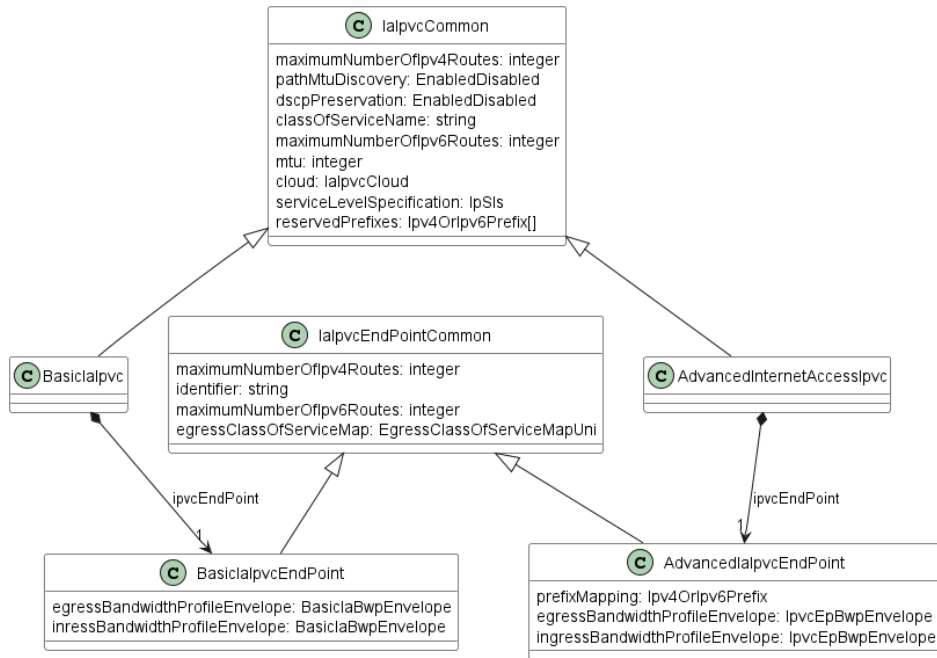 C IaIpvcCommon
maximumNumberOfIpv4Routes: integer
pathMtuDiscovery: EnabledDisabled
dscpPreservation: EnabledDisabled
classOfServiceName: string
maximumNumberOfIpv6Routes: integer
mtu: integer
cloud: IaIpvcCloud
serviceLevelSpecification: IpSls
reservedPrefixes: Ipv4OrIpv6Prefix[]
C IaIpvcEndPointCommon
maximumNumberOfIpv4Routes: integer
identifier: string
maximumNumberOfIpv6Routes: integer
egressClassOfServiceMap: EgressClassOfServiceMapUni
C BasicIaIpvc
C AdvancedInternetAccessIpvc
ipvcEndPoint
1
ipvcEndPoint
1
C BasicIaIpvcEndPoint
egressBandwidthProfileEnvelope: BasicIaBwpEnvelope
inressBandwidthProfileEnvelope: BasicIaBwpEnvelope
C AdvancedIaIpvcEndPoint
prefixMapping: Ipv4OrIpv6Prefix
egressBandwidthProfileEnvelope: IpvcEpBwpEnvelope
ingressBandwidthProfileEnvelope: IpvcEpBwpEnvelope